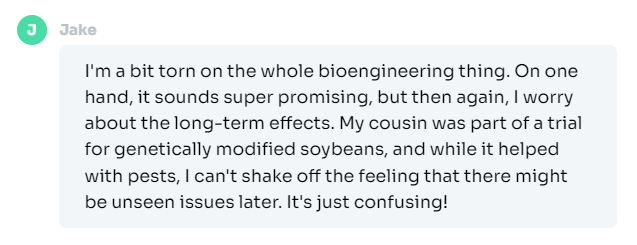 J
Jake
I'm a bit torn on the whole bioengineering thing. On one
hand, it sounds super promising, but then again, I worry
about the long-term effects. My cousin was part of a trial
for genetically modified soybeans, and while it helped
with pests, I can't shake off the feeling that there might
be unseen issues later. It's just confusing!